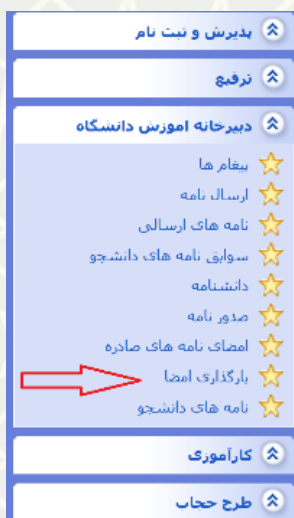 پذیرش و ثبت نام
ترفیع
دبیرخانه آموزش دانشگاه
پیغام ها
ارسال نامه
نامه های ارسالی
سوابق نامه های دانشجو
دانشنامه
صدور نامه
امضای نامه های صادره
بارگذاری امضا
نامه های دانشجو
کارآموزی
طرح حجاب